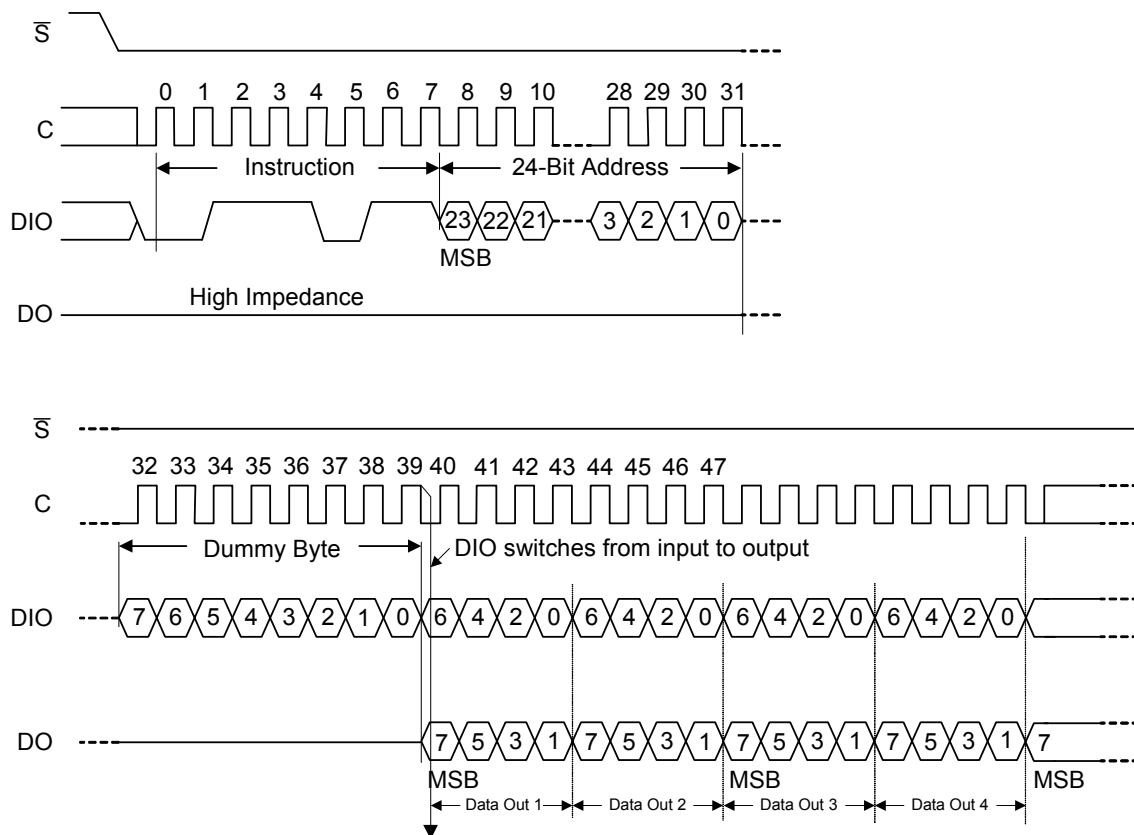 S̅
0 1 2 3 4 5 6 7 8 9 10 28 29 30 31
C
Instruction 24-Bit Address
DIO 23 22 21 3 2 1 0
MSB
High Impedance
DO
S̅
32 33 34 35 36 37 38 39 40 41 42 43 44 45 46 47
C
Dummy Byte DIO switches from input to output
DIO 7 6 5 4 3 2 1 0 6 4 2 0 6 4 2 0 6 4 2 0 6 4 2 0
DO 7 5 3 1 7 5 3 1 7 5 3 1 7 5 3 1 7
MSB MSB MSB
Data Out 1 Data Out 2 Data Out 3 Data Out 4